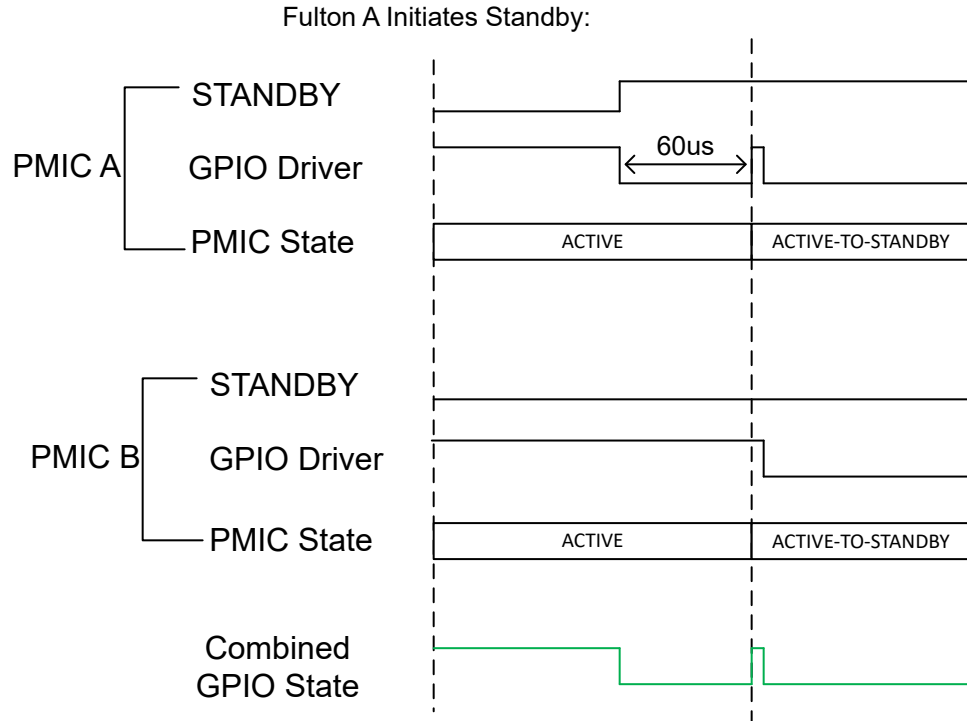 Fulton A Initiates Standby:
STANDBY
60us
PMIC A
GPIO Driver
PMIC State
ACTIVE
ACTIVE-TO-STANDBY
STANDBY
PMIC B
GPIO Driver
PMIC State
ACTIVE
ACTIVE-TO-STANDBY
Combined
GPIO State